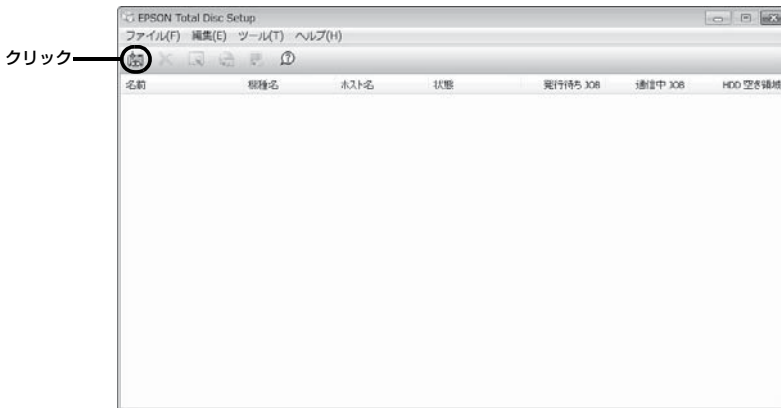 EPSON Total Disc Setup
ファイル(F) 編集(E) ツール(T) ヘルプ(H)
クリック
名前 機種名 ホスト名 状態 発行待ち JOB 通信中 JOB HDD 空き領域